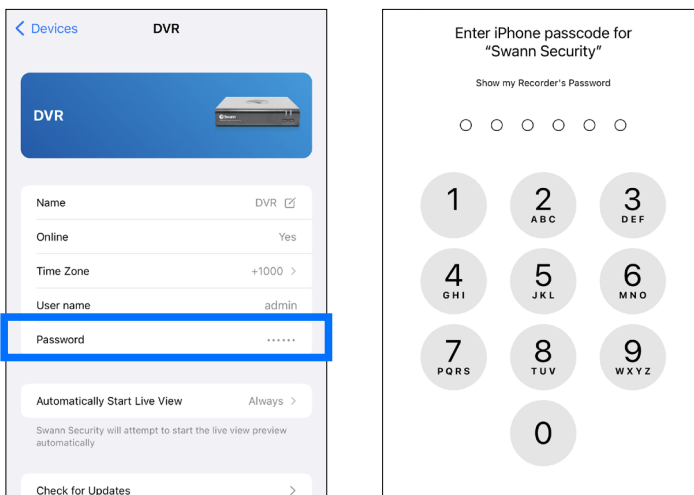 Devices
DVR
DVR
Swann
Name
DVR
Online
Yes
Time Zone
+1000
User name
admin
Password
......
Automatically Start Live View
Always
Swann Security will attempt to start the live view preview
automatically
Check for Updates
Enter iPhone passcode for
“Swann Security”
Show my Recorder's Password
1
2
ABC
3
DEF
4
GHI
5
JKL
6
MNO
7
PQRS
8
TUV
9
WXYZ
0